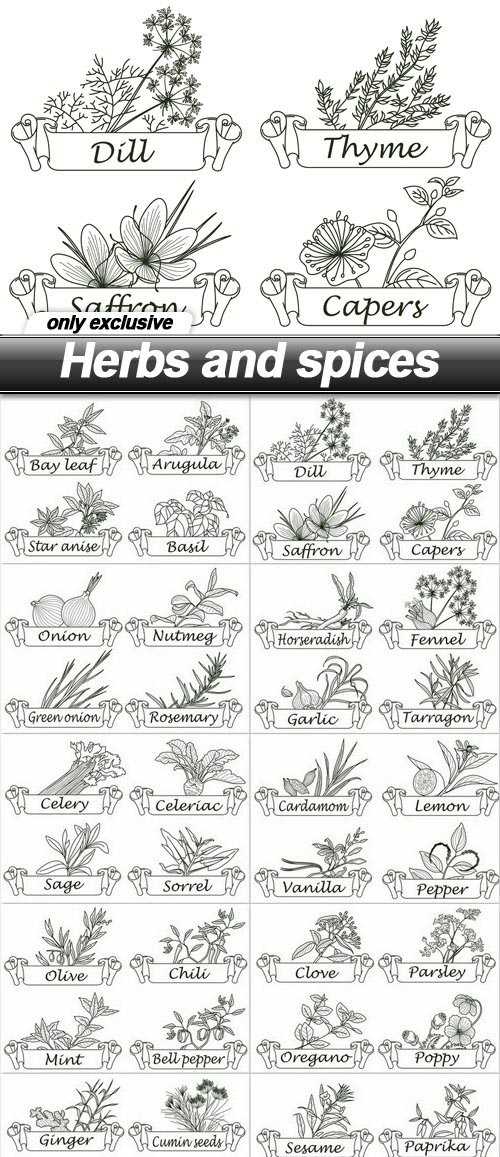 Dill Thyme
Saffron Capers
only exclusive
Herbs and spices
Bay leaf Arugula Dill Thyme
Star anise Basil Saffron Capers
Onion Nutmeg Horseradish Fennel
Green onion Rosemary Garlic Tarragon
Celery Celeriac Cardamom Lemon
Sage Sorrel Vanilla Pepper
Olive Chili Clove Parsley
Mint Bell pepper Oregano Poppy
Ginger Cumin seeds Sesame Paprika